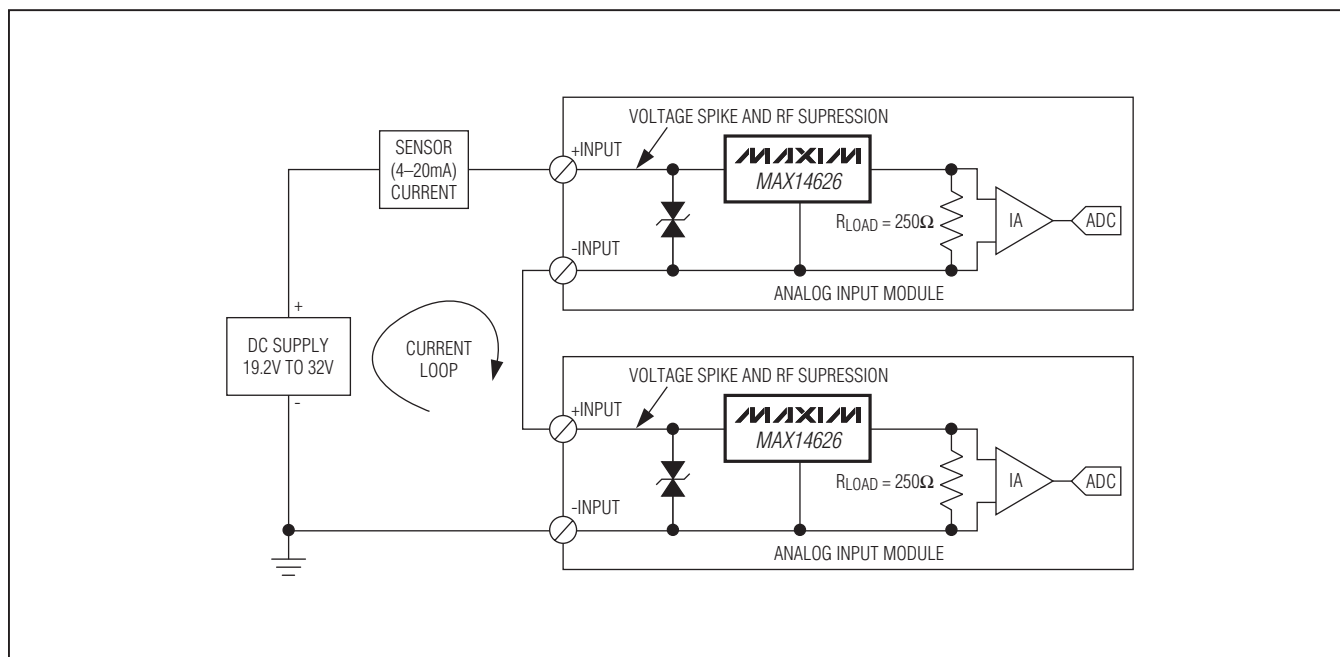 VOLTAGE SPIKE AND RF SUPRESSION
SENSOR
(4–20mA)
CURRENT
+INPUT
MAXIM
MAX14626
RLOAD = 250Ω
IA
ADC
-INPUT
ANALOG INPUT MODULE
+
DC SUPPLY
19.2V TO 32V
-
CURRENT
LOOP
VOLTAGE SPIKE AND RF SUPRESSION
+INPUT
MAXIM
MAX14626
RLOAD = 250Ω
IA
ADC
-INPUT
ANALOG INPUT MODULE